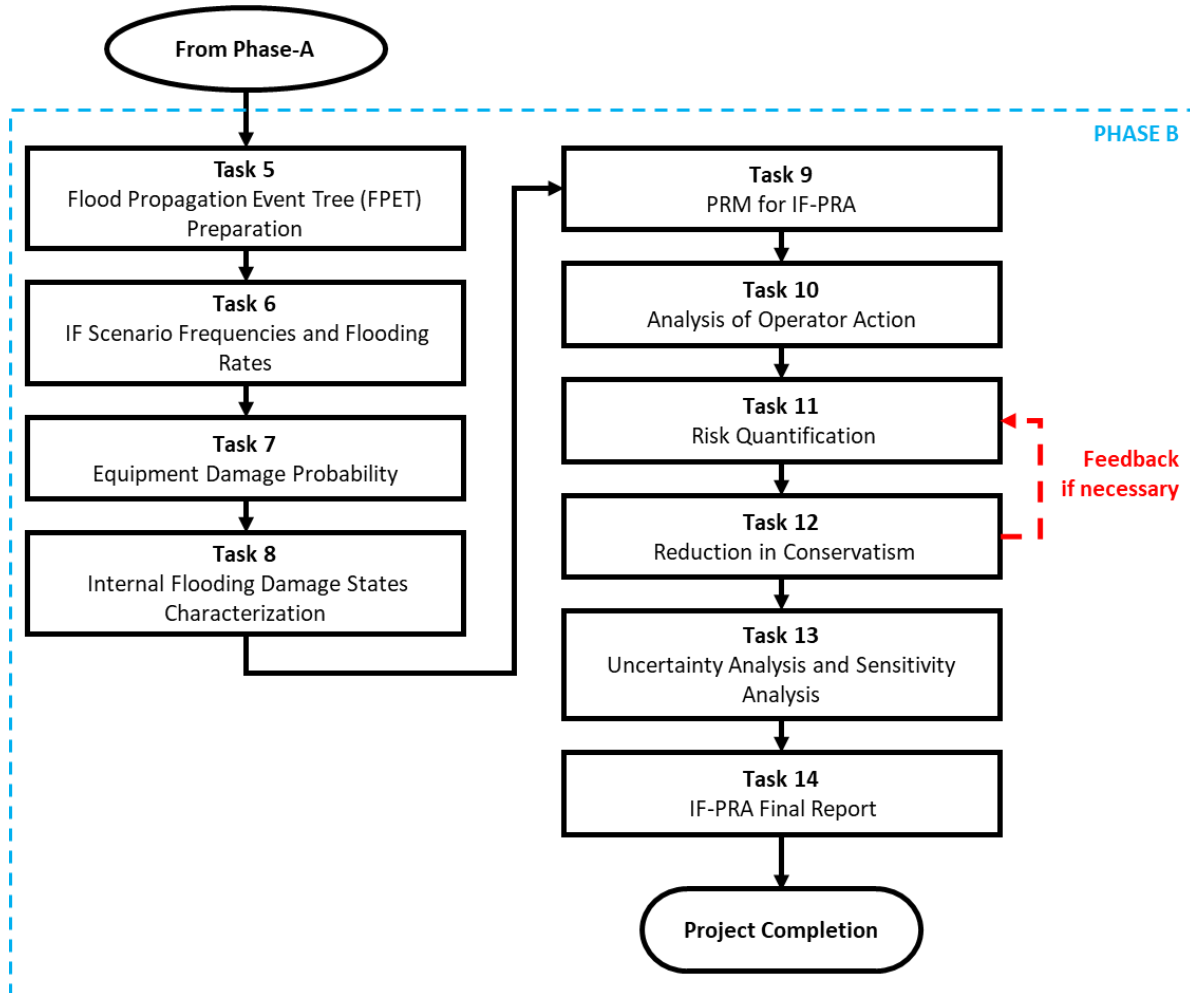 From Phase-A
PHASE B
Task 5
Flood Propagation Event Tree (FPET)
Preparation
Task 6
IF Scenario Frequencies and Flooding
Rates
Task 7
Equipment Damage Probability
Task 8
Internal Flooding Damage States
Characterization
Task 9
PRM for IF-PRA
Task 10
Analysis of Operator Action
Task 11
Risk Quantification
Feedback
if necessary
Task 12
Reduction in Conservatism
Task 13
Uncertainty Analysis and Sensitivity
Analysis
Task 14
IF-PRA Final Report
Project Completion